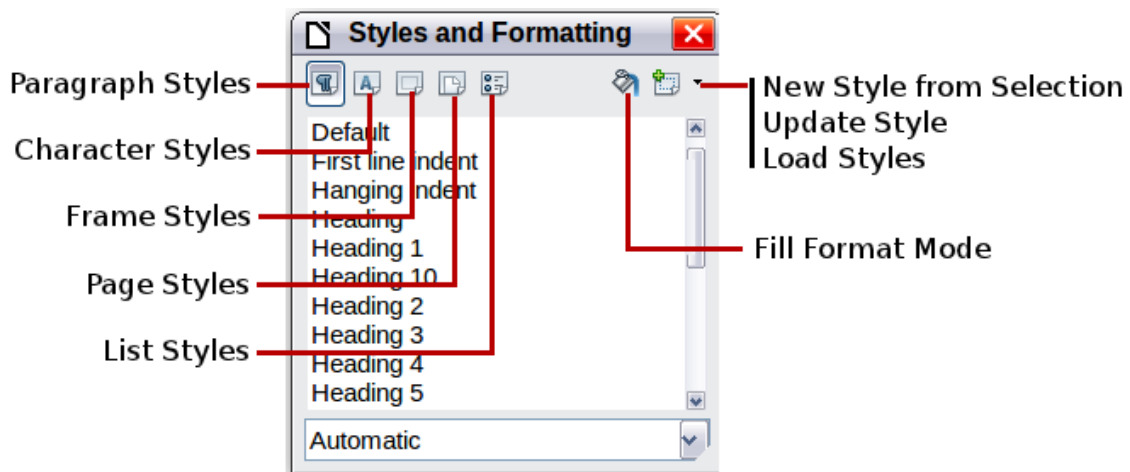 Styles and Formatting
Paragraph Styles
Character Styles
Frame Styles
Page Styles
List Styles
Default
First line indent
Hanging indent
Heading
Heading 1
Heading 10
Heading 2
Heading 3
Heading 4
Heading 5
Automatic
New Style from Selection
Update Style
Load Styles
Fill Format Mode